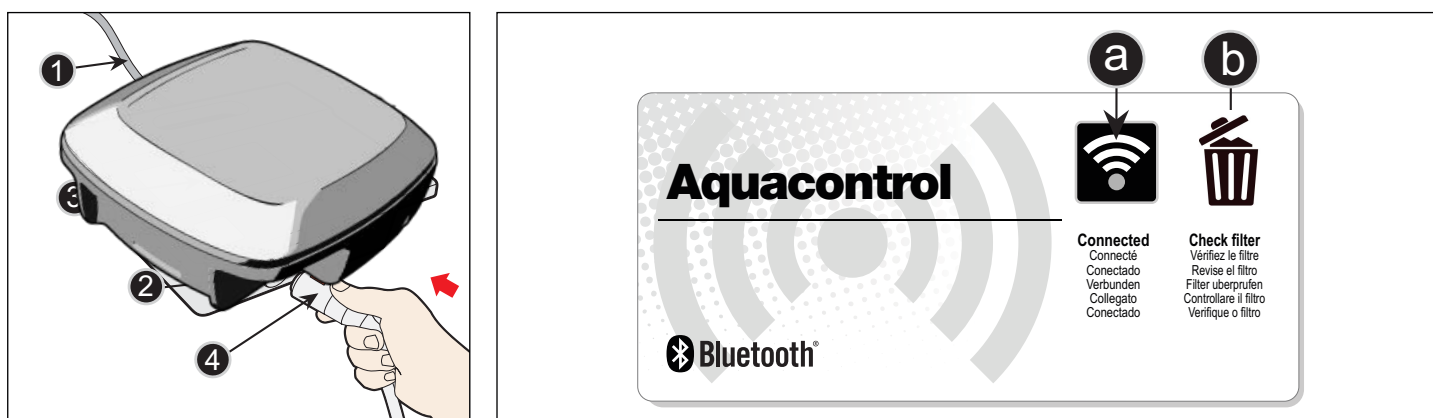 1
3
2
4
a
b
Aquacontrol
Connected
Connecté
Conectado
Verbunden
Collegato
Conectado
Check filter
Vérifiez le filtre
Revise el filtro
Filter uberprufen
Controllare il filtro
Verifique o filtro
Bluetooth®